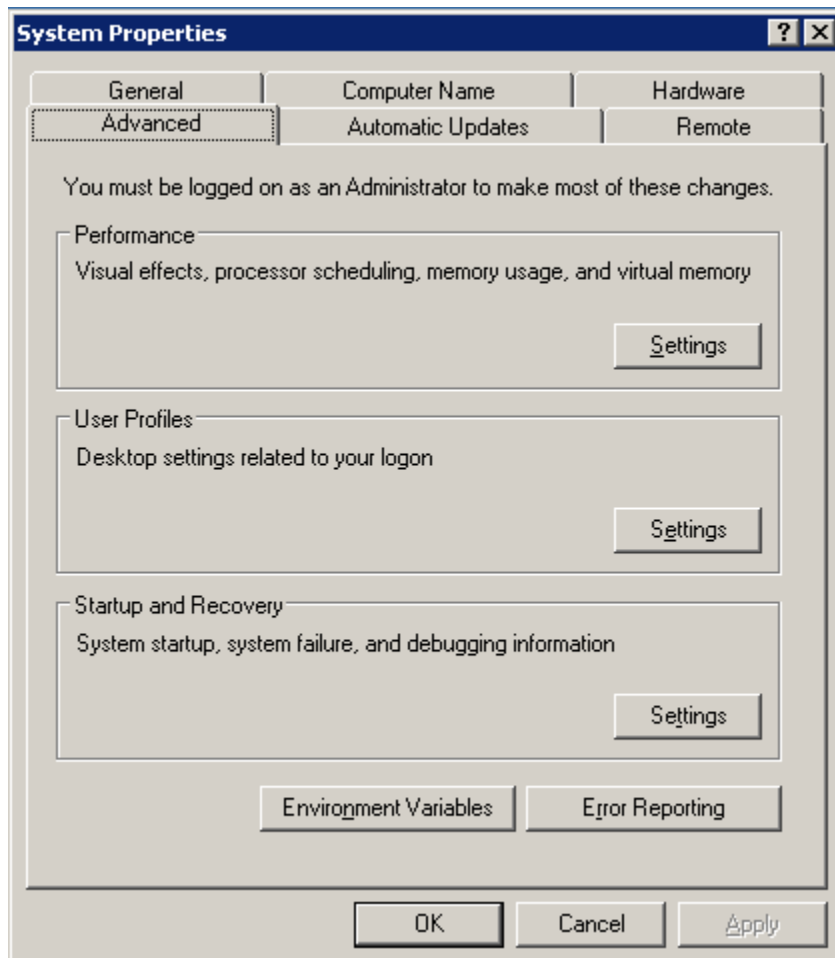 System Properties
General Computer Name Hardware
Advanced Automatic Updates Remote
You must be logged on as an Administrator to make most of these changes.
Performance
Visual effects, processor scheduling, memory usage, and virtual memory
Settings
User Profiles
Desktop settings related to your logon
Settings
Startup and Recovery
System startup, system failure, and debugging information
Settings
Environment Variables Error Reporting
OK Cancel Apply